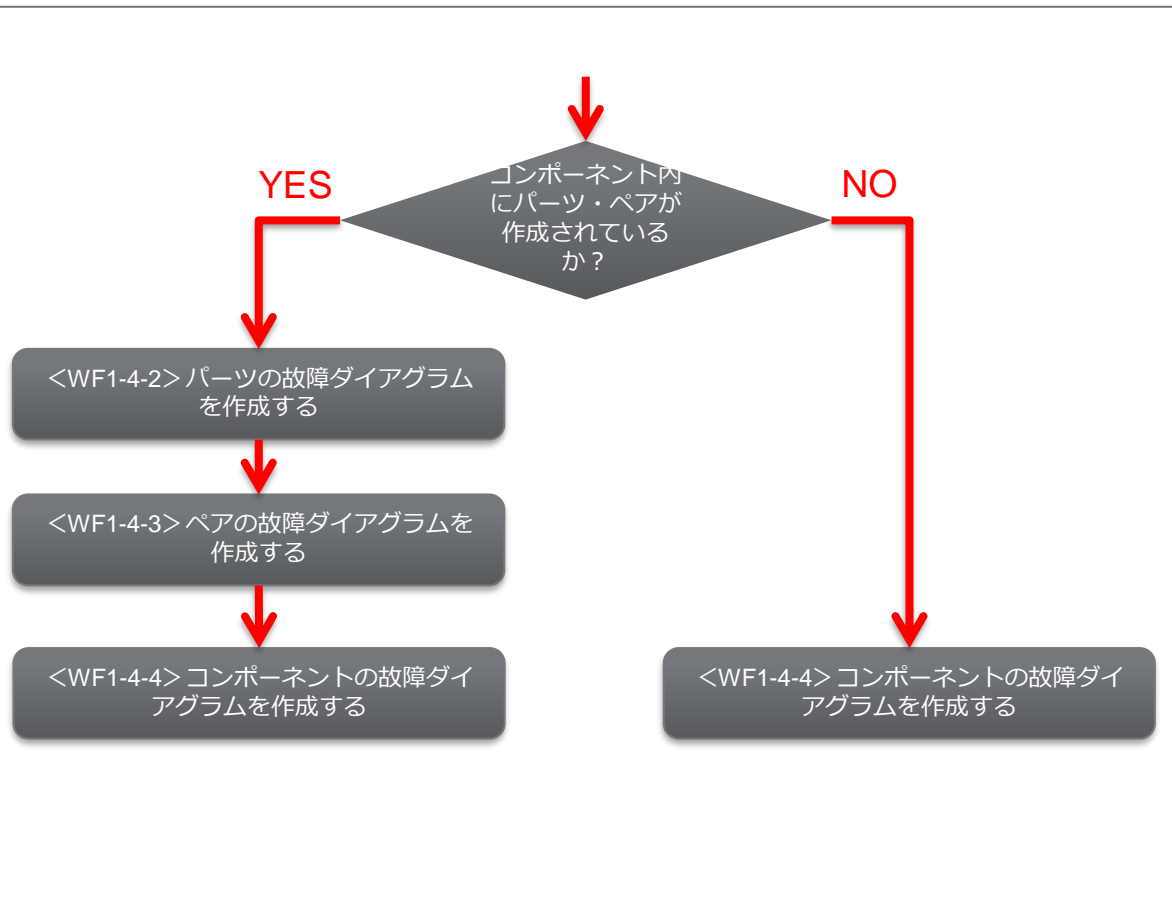 コンポーネント内
にパーツ・ペアが
作成されている
か？
YES
NO
＜WF1-4-2＞パーツの故障ダイアグラム
を作成する
＜WF1-4-3＞ペアの故障ダイアグラムを
作成する
＜WF1-4-4＞コンポーネントの故障ダイ
アグラムを作成する
＜WF1-4-4＞コンポーネントの故障ダイ
アグラムを作成する